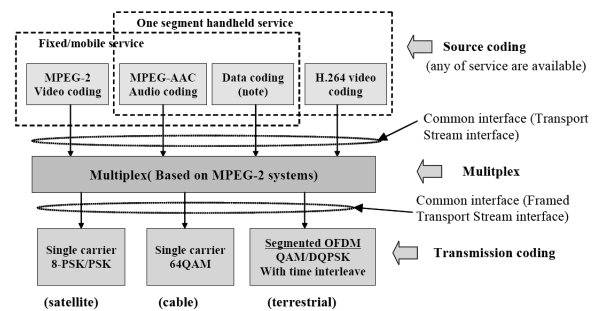 One segment handheld service
Fixed/mobile service
MPEG-2
Video coding
MPEG-AAC
Audio coding
Data coding
(note)
H.264 video
coding
Source coding
(any of service are available)
Common interface (Transport
Stream interface)
Multiplex( Based on MPEG-2 systems)
Mulitplex
Common interface (Framed
Transport Stream interface)
Single carrier
8-PSK/PSK
Single carrier
64QAM
Segmented OFDM
QAM/DQPSK
With time interleave
Transmission coding
(satellite)
(cable)
(terrestrial)